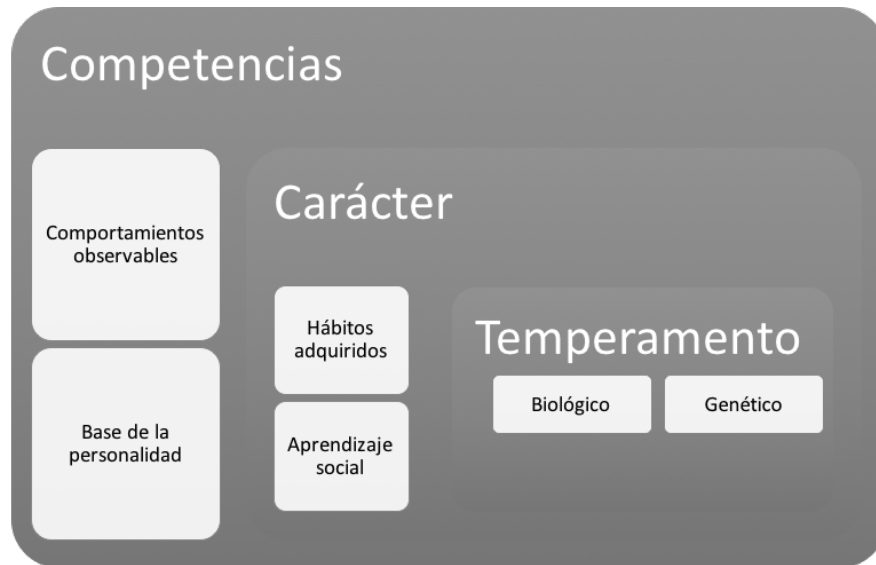 Competencias
Comportamientos
observables
Base de la
personalidad
Carácter
Hábitos
adquiridos
Aprendizaje
social
Temperamento
Biológico
Genético